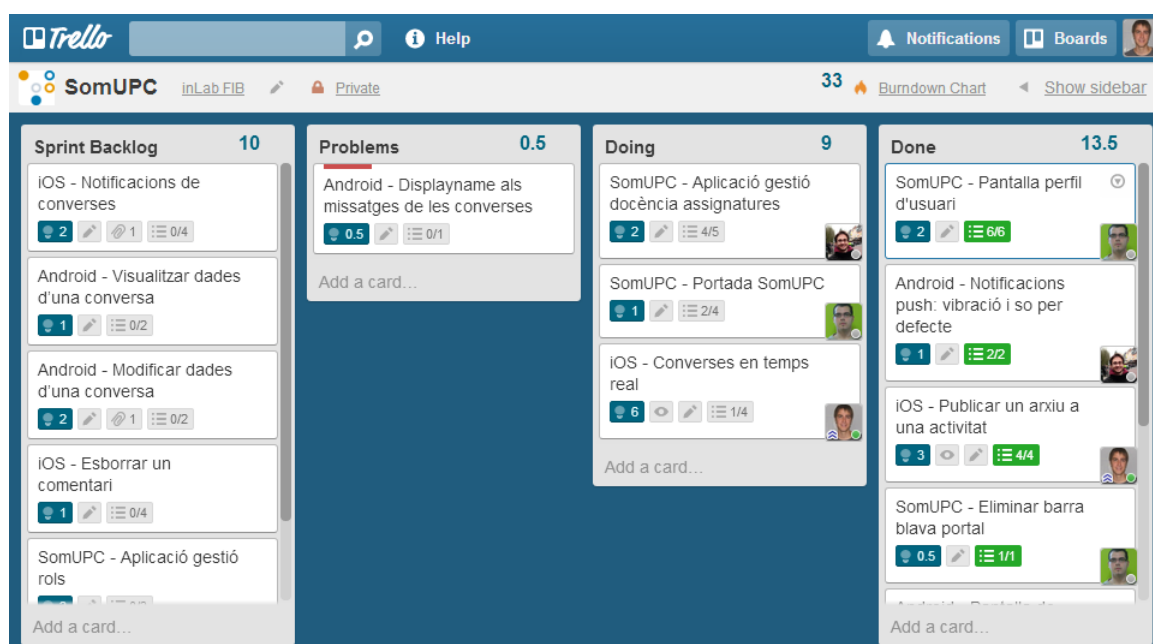 Trello
Help
Notifications
Boards
SomUPC
inLab FIB
Private
33
Burndown Chart
Show sidebar
Sprint Backlog 10
iOS - Notificacions de
converses
2 1 0/4
Android - Visualitzar dades
d'una conversa
1 0/2
Android - Modificar dades
d'una conversa
2 1 0/2
iOS - Esborrar un
comentari
1 0/4
SomUPC - Aplicació gestió
rols
Add a card...
Problems 0.5
Android - Displayname als
missatges de les converses
0.5 0/1
Add a card...
Doing 9
SomUPC - Aplicació gestió
docència assignatures
2 4/5
SomUPC - Portada SomUPC
1 2/4
iOS - Converses en temps
real
6 1/4
Add a card...
Done 13.5
SomUPC - Pantalla perfil
d'usuari
2 6/6
Android - Notificacions
push: vibració i so per
defecte
1 2/2
iOS - Publicar un arxiu a
una activitat
3 4/4
SomUPC - Eliminar barra
blava portal
0.5 1/1
Add a card...